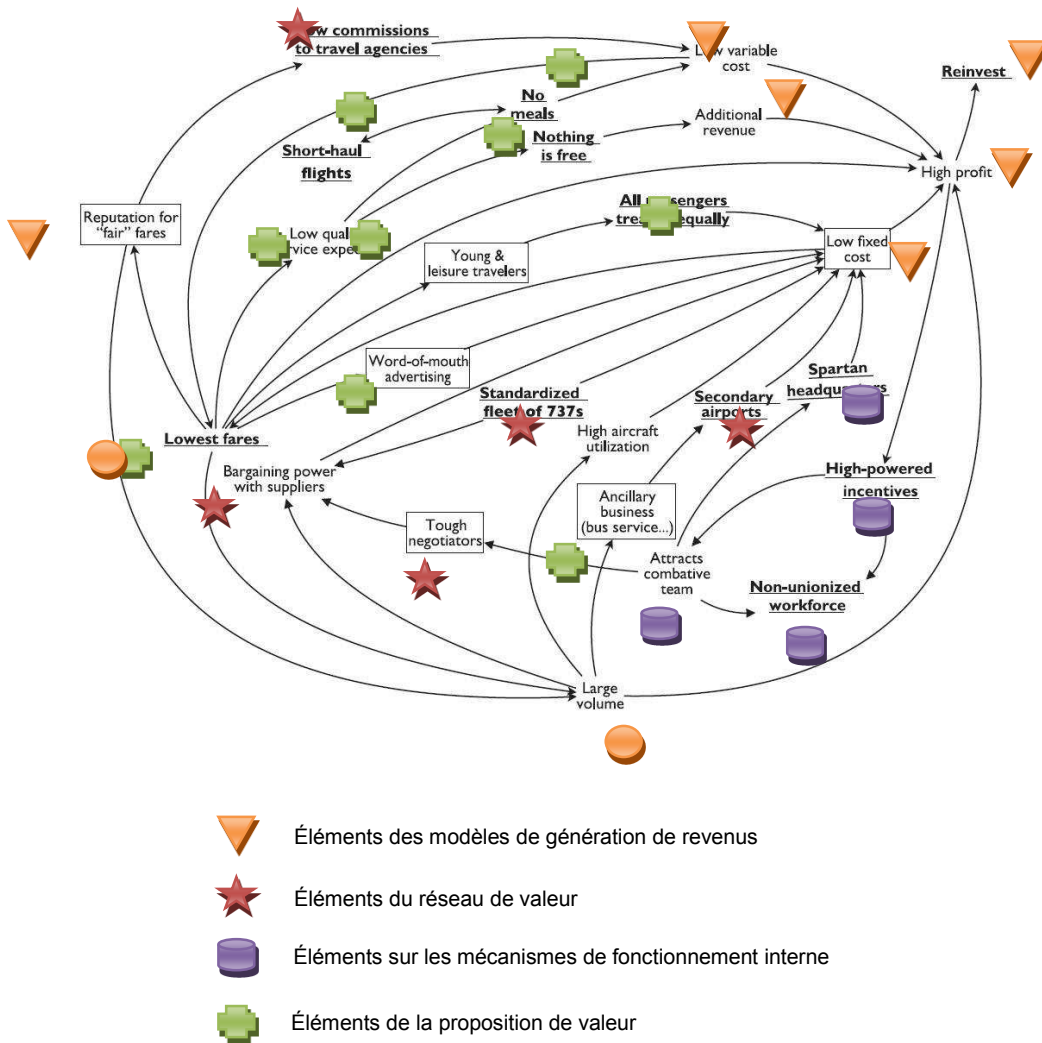 commissions
to travel agencies
variable
cost
Reinvest
No
meals
Additional
revenue
Nothing
is free
Short-haul
flights
High profit
All
equally
Reputation for
"fair" fares
Low
Young &
leisure travelers
Low fixed
cost
Word-of-mouth
advertising
Spartan
Standardized
fleet of 737s
Secondary
airports
High aircraft
utilization
Lowest fares
Bargaining power
with suppliers
High-powered
incentives
Ancillary
business
(bus service...)
Tough
negotiators
Attracts
combative
team
Non-unionized
workforce
Large
volume
Éléments des modèles de génération de revenus
Éléments du réseau de valeur
Éléments sur les mécanismes de fonctionnement interne
Éléments de la proposition de valeur